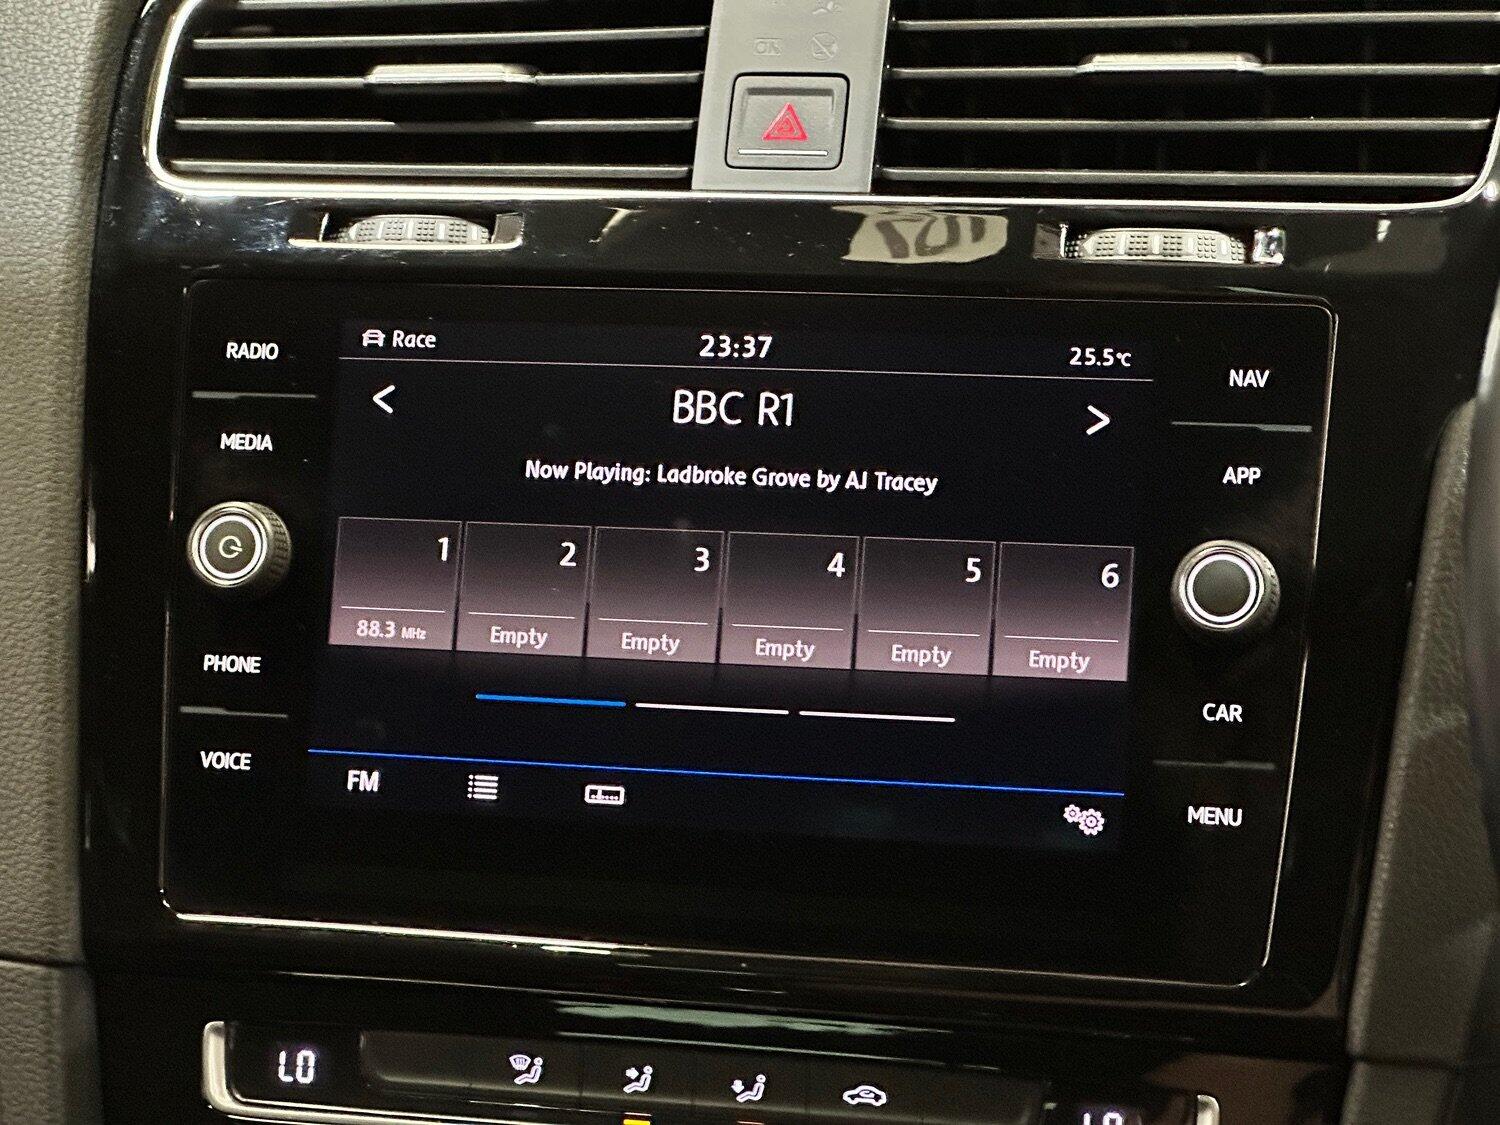 RADIO
MEDIA
PHONE
VOICE
Race
23:37
25.5°C
BBC R1
Now Playing: Ladbroke Grove by AJ Tracey
1
88.3 MHz
2
Empty
3
Empty
4
Empty
5
Empty
6
Empty
FM
NAV
APP
CAR
MENU
LO
LO